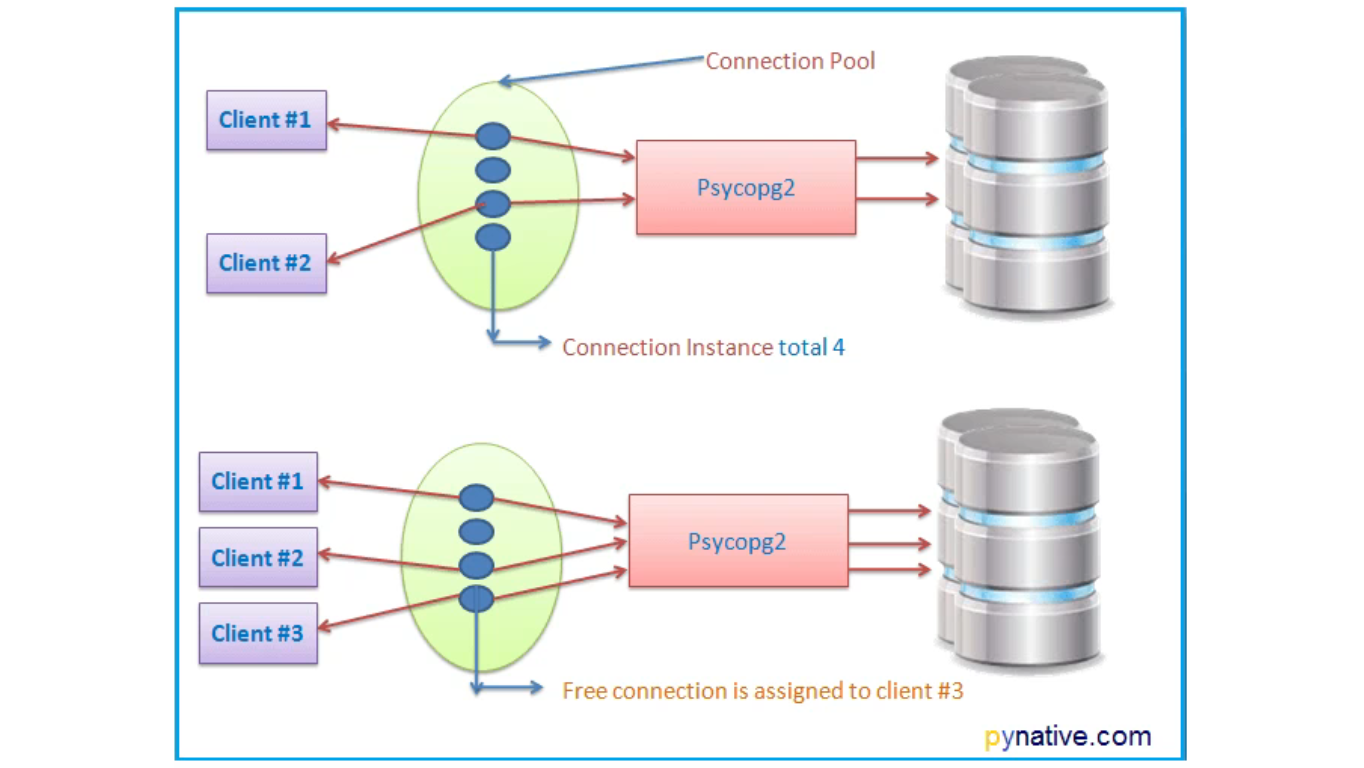 Connection Pool
Client #1
Psycopg2
Client #2
Connection Instance total 4
Client #1
Client #2
Psycopg2
Client #3
Free connection is assigned to client #3
pynative.com